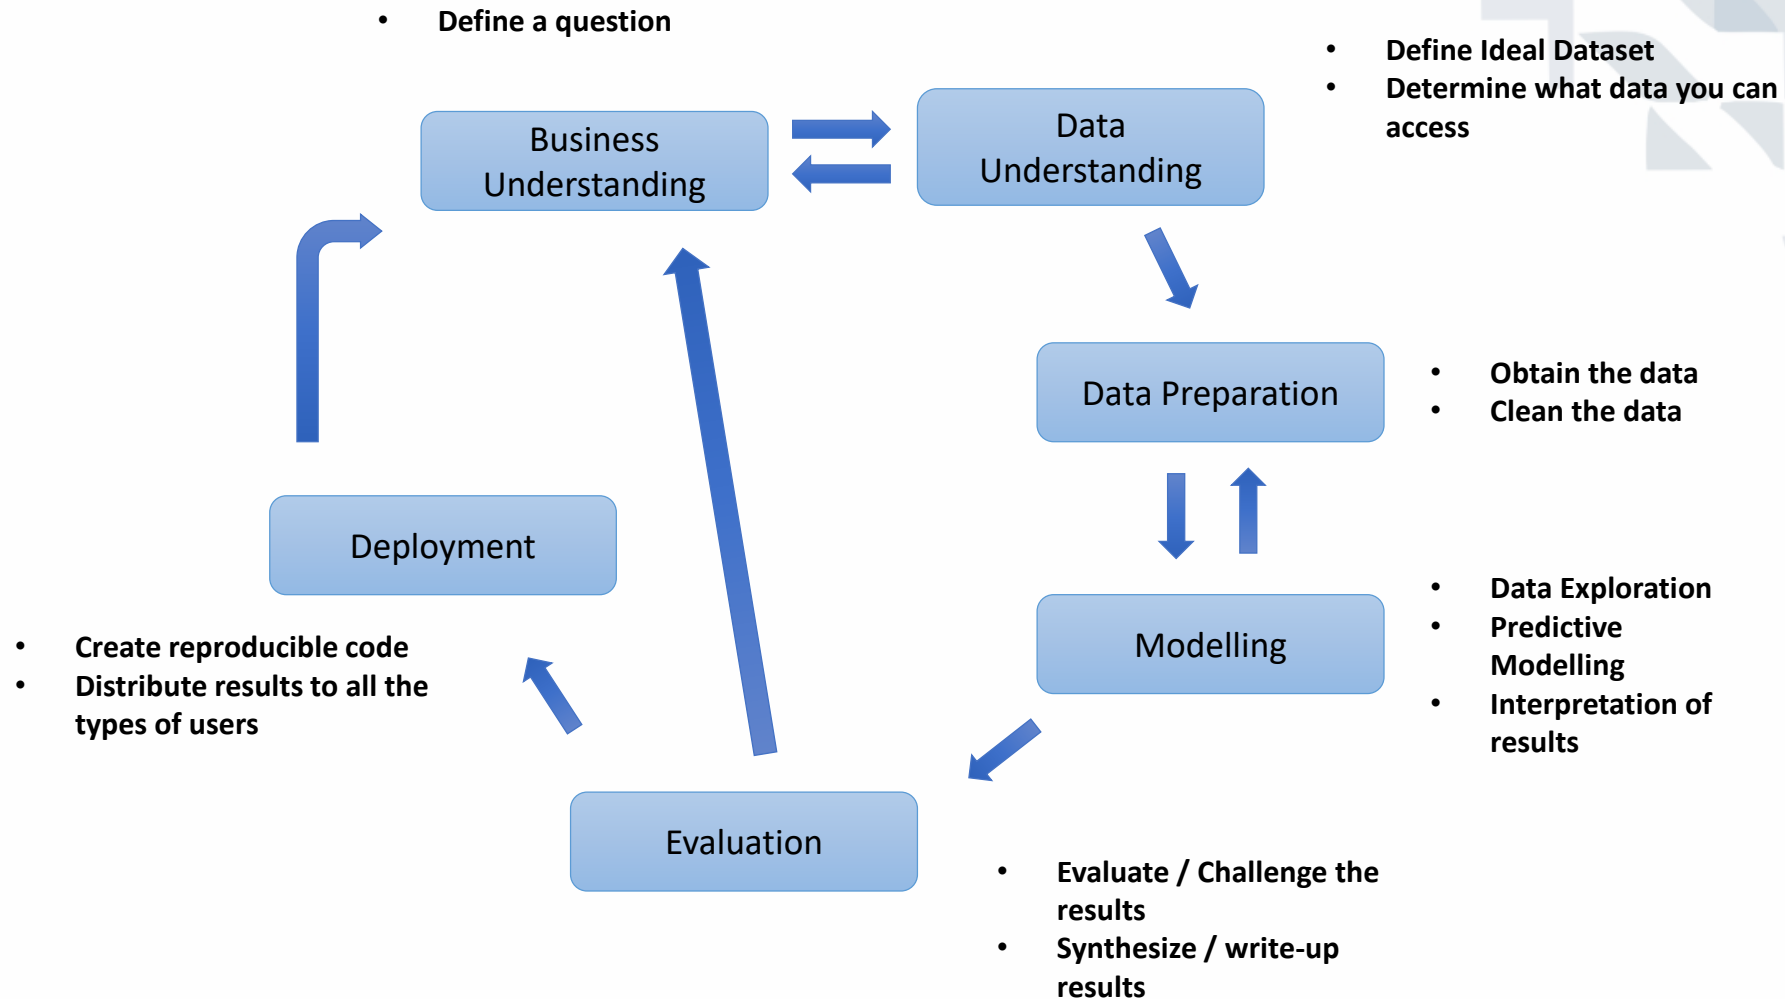 • Define a question
• Define Ideal Dataset
• Determine what data you can
access
Business
Understanding
Data
Understanding
Data Preparation
• Obtain the data
• Clean the data
Deployment
• Create reproducible code
• Distribute results to all the
types of users
Modelling
• Data Exploration
• Predictive
Modelling
• Interpretation of
results
Evaluation
• Evaluate / Challenge the
results
• Synthesize / write-up
results